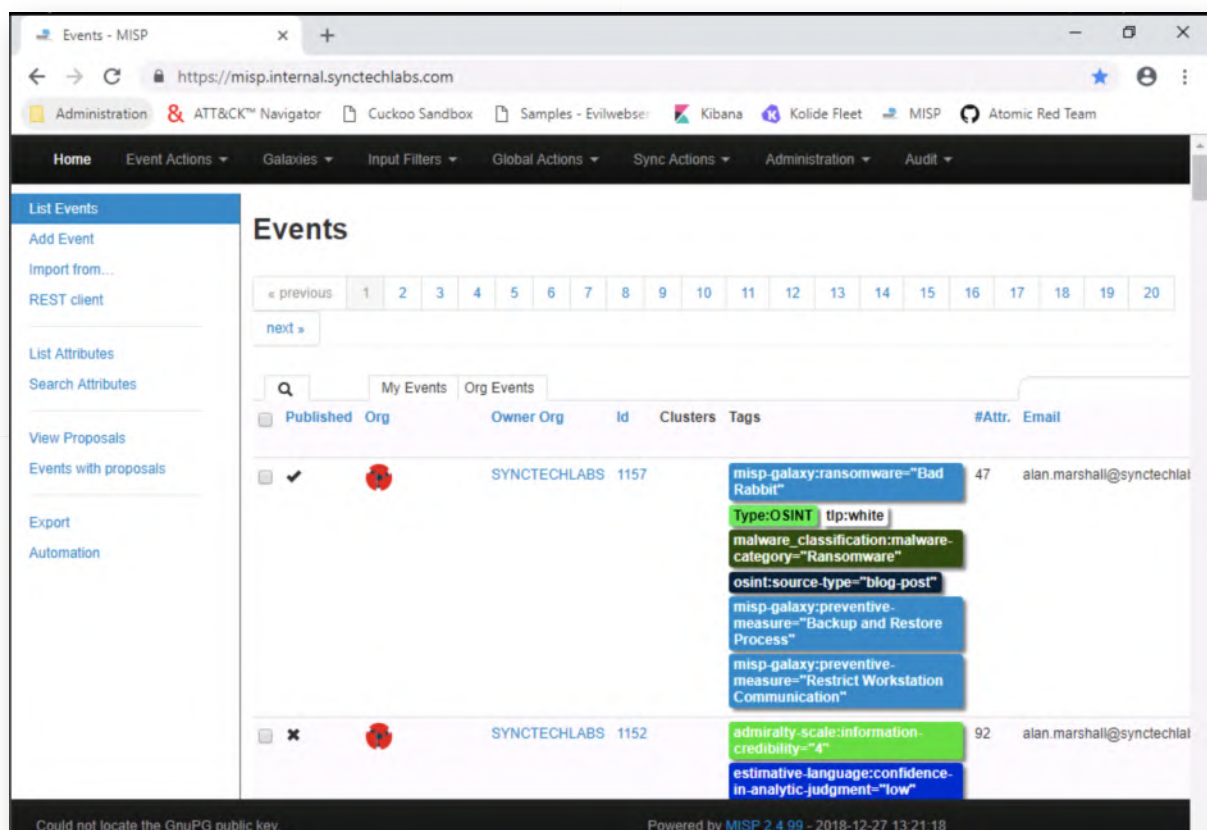 Events - MISP
https://misp.internal.synctechlabs.com
Administration ATT&CK™ Navigator Cuckoo Sandbox Samples - Evilwebser Kibana Kolide Fleet MISP Atomic Red Team
Home Event Actions Galaxies Input Filters Global Actions Sync Actions Administration Audit
List Events
Add Event
Import from...
REST client
List Attributes
Search Attributes
View Proposals
Events with proposals
Export
Automation
Events
« previous 1 2 3 4 5 6 7 8 9 10 11 12 13 14 15 16 17 18 19 20
next »
My Events Org Events
Published Org Owner Org Id Clusters Tags #Attr. Email
SYNCTECHLABS 1157 misp-galaxy:ransomware="Bad 47 alan.marshall@synctechlab
Rabbit"
Type:OSINT tlp:white
malware_classification:malware-
category="Ransomware"
osint:source-type="blog-post"
misp-galaxy:preventive-
measure="Backup and Restore
Process"
misp-galaxy:preventive-
measure="Restrict Workstation
Communication"
SYNCTECHLABS 1152 admiralty-scale:information- 92 alan.marshall@synctechlab
credibility="4"
estimative-language:confidence-
in-analytic-judgment="low"
Could not locate the GnuPG public key. Powered by MISP 2.4.99 - 2018-12-27 13:21:18